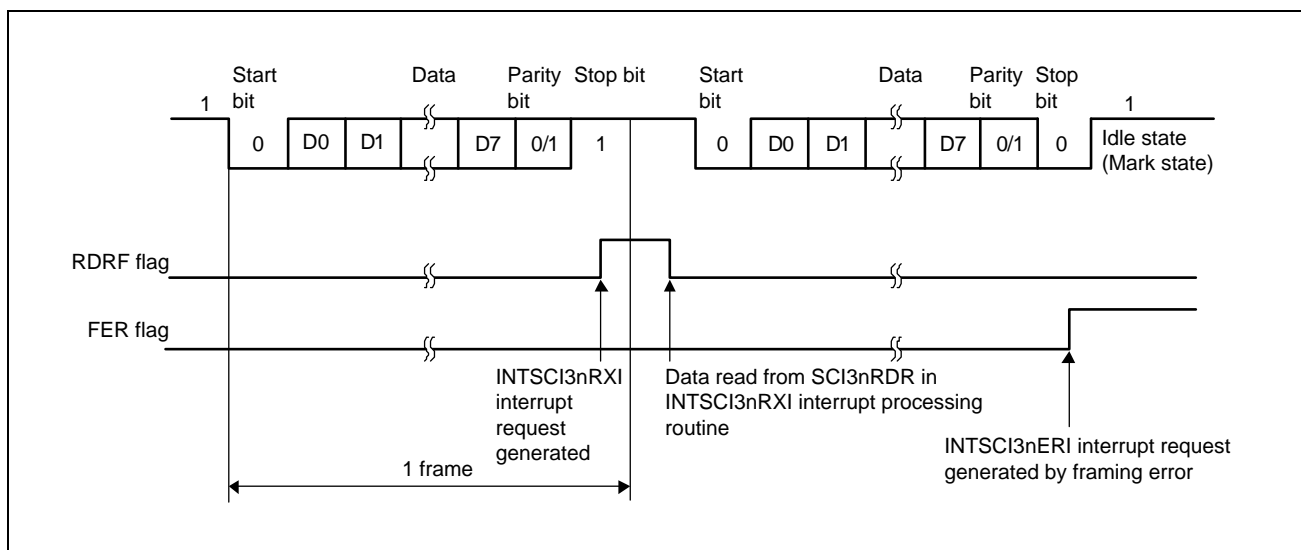 Start bit
Data
Parity bit
Stop bit
Start bit
Data
Parity bit
Stop bit
1
0
D0
D1
D7
0/1
1
0
D0
D1
D7
0/1
0
1
Idle state
(Mark state)
RDRF flag
FER flag
INTSCI3nRXI
interrupt
request
generated
Data read from SCI3nRDR in
INTSCI3nRXI interrupt processing
routine
INTSCI3nERI interrupt request
generated by framing error
1 frame